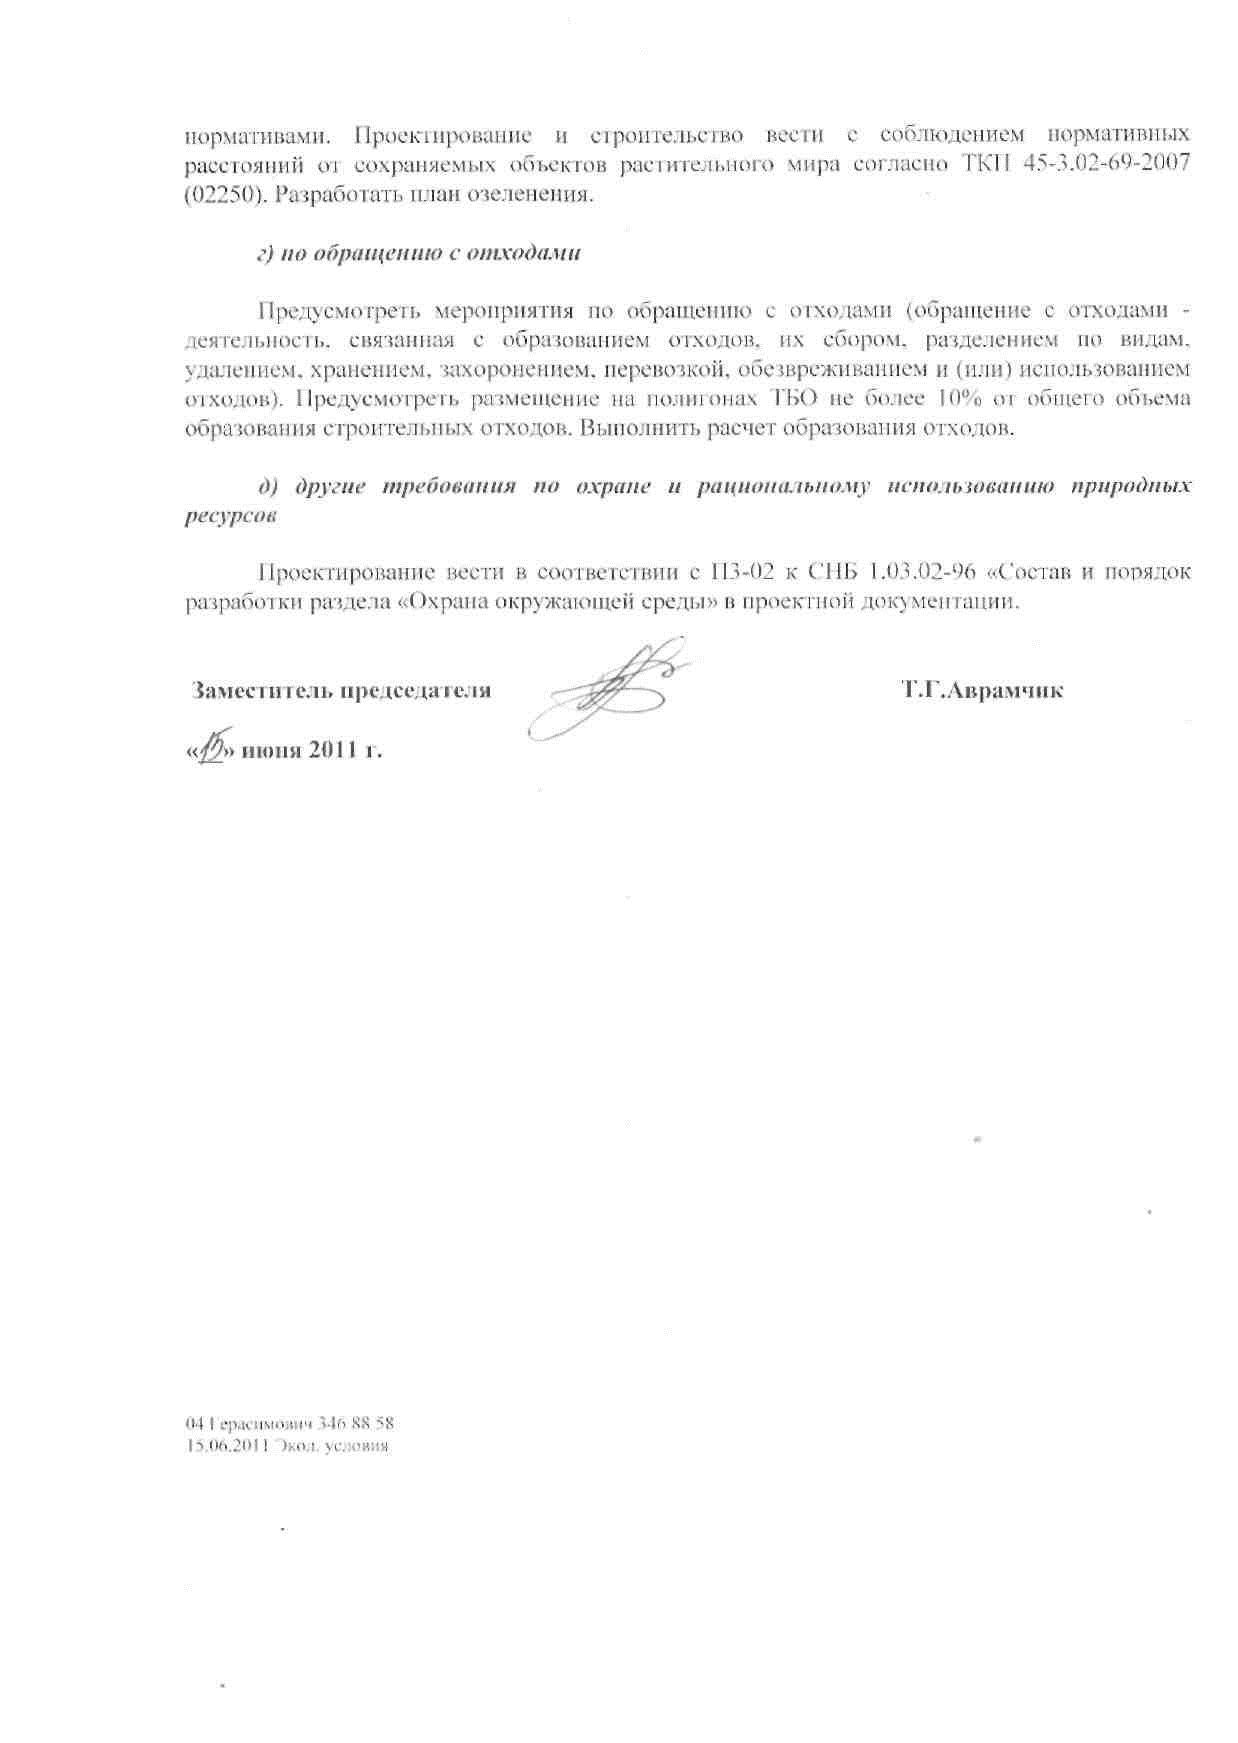 нормативами. Проектирование и строительство вести с соблюдением нормативных
расстояний от сохраняемых объектов растительного мира согласно ТКП 45-3.02-69-2007
(02250). Разработать план озеленения.
г) по обращению с отходами
Предусмотреть мероприятия по обращению с отходами (обращение с отходами -
деятельность, связанная с образованием отходов, их сбором, разделением по видам,
удалением, хранением, захоронением, перевозкой, обезвреживанием и (или) использованием
отходов). Предусмотреть размещение на полигонах ТБО не более 10% от общего объема
образования строительных отходов. Выполнить расчет образования отходов.
д) другие требования по охране и рациональному использованию природных
ресурсов
Проектирование вести в соответствии с П3-02 к СНБ 1.03.02-96 «Состав и порядок
разработки раздела «Охрана окружающей среды» в проектной документации.
Заместитель председателя Т.Г.Аврамчик
«15» июня 2011 г.
04 Герасимович 346 88 58
15.06.2011 Экол. условия